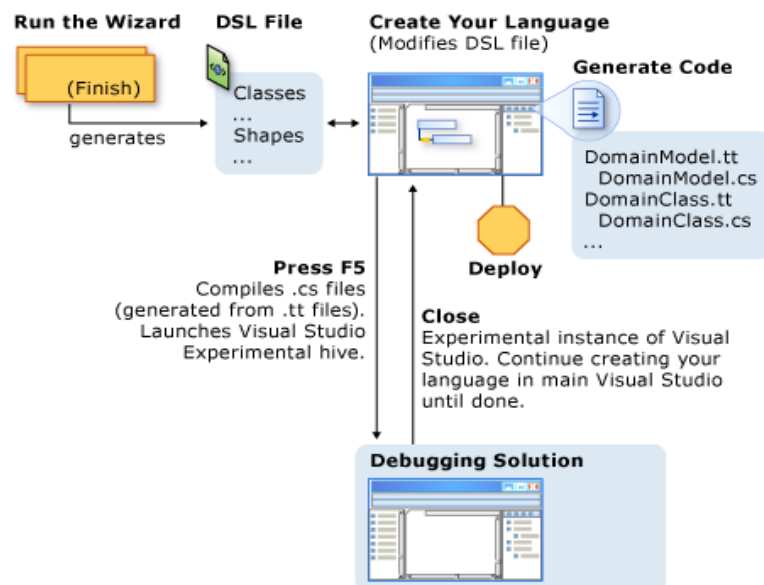 Run the Wizard
(Finish)
generates
DSL File
Classes
...
Shapes
...
Create Your Language
(Modifies DSL file)
Generate Code
DomainModel.tt
DomainModel.cs
DomainClass.tt
DomainClass.cs
...
Deploy
Press F5
Compiles .cs files
(generated from .tt files).
Launches Visual Studio
Experimental hive.
Close
Experimental instance of Visual
Studio. Continue creating your
language in main Visual Studio
until done.
Debugging Solution